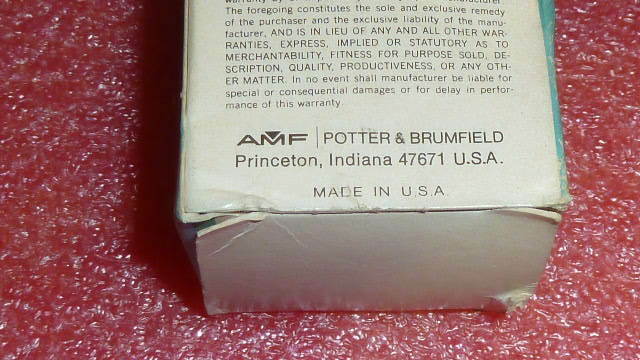 The foregoing constitutes the sole and exclusive remedy
of the purchaser and the exclusive liability of the manu-
facturer, AND IS IN LIEU OF ANY AND ALL OTHER WAR-
RANTIES, EXPRESS, IMPLIED OR STATUTORY AS TO
MERCHANTABILITY, FITNESS FOR PURPOSE SOLD, DE-
SCRIPTION, QUALITY, PRODUCTIVENESS, OR ANY OTH-
ER MATTER. In no event shall manufacturer be liable for
special or consequential damages or for delay in perfor-
mance of this warranty.
AMF | POTTER & BRUMFIELD
Princeton, Indiana 47671 U.S.A.
MADE IN U.S.A.